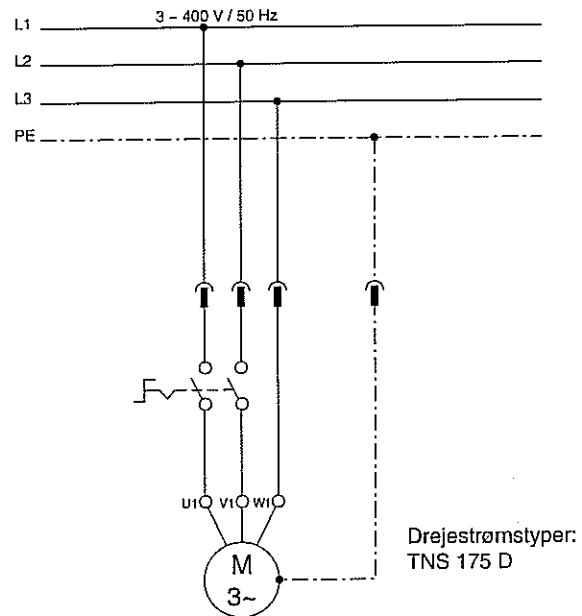 3 ~ 400 V / 50 Hz
L1
L2
L3
PE
U1 V1 W1
M
3~
Drejestrømstyper:
TNS 175 D